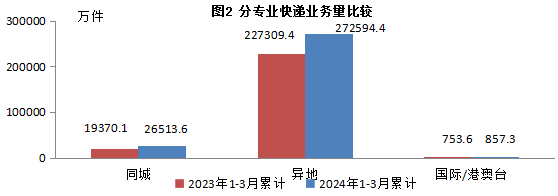 图2 分专业快递业务量比较
万件
300000
200000
100000
0
19370.1
26513.6
227309.4
272594.4
753.6
857.3
同城
异地
国际/港澳台
2023年1-3月累计
2024年1-3月累计